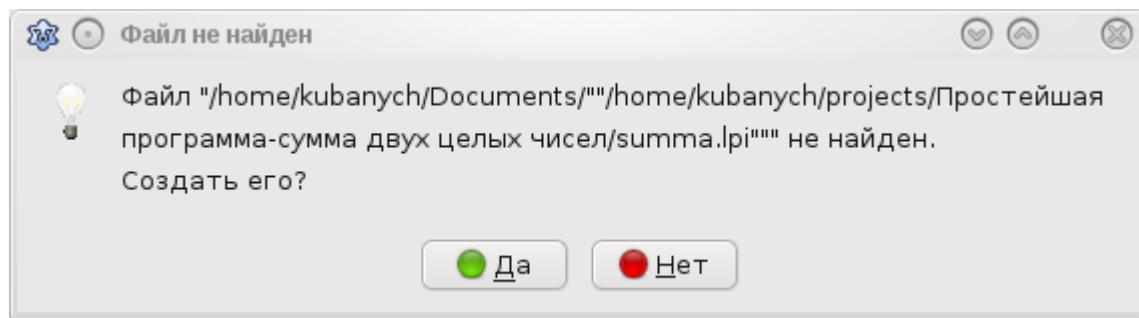 Файл не найден
Файл "/home/kubanych/Documents/""/home/kubanych/projects/Простейшая
программа-сумма двух целых чисел/summa.lpi""" не найден.
Создать его?
Да Нет